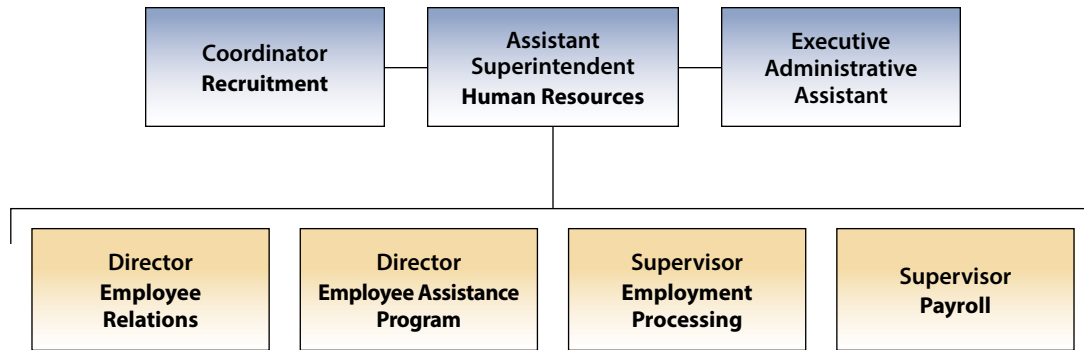 Coordinator
Recruitment
Assistant
Superintendent
Human Resources
Executive
Administrative
Assistant
Director
Employee
Relations
Director
Employee Assistance
Program
Supervisor
Employment
Processing
Supervisor
Payroll